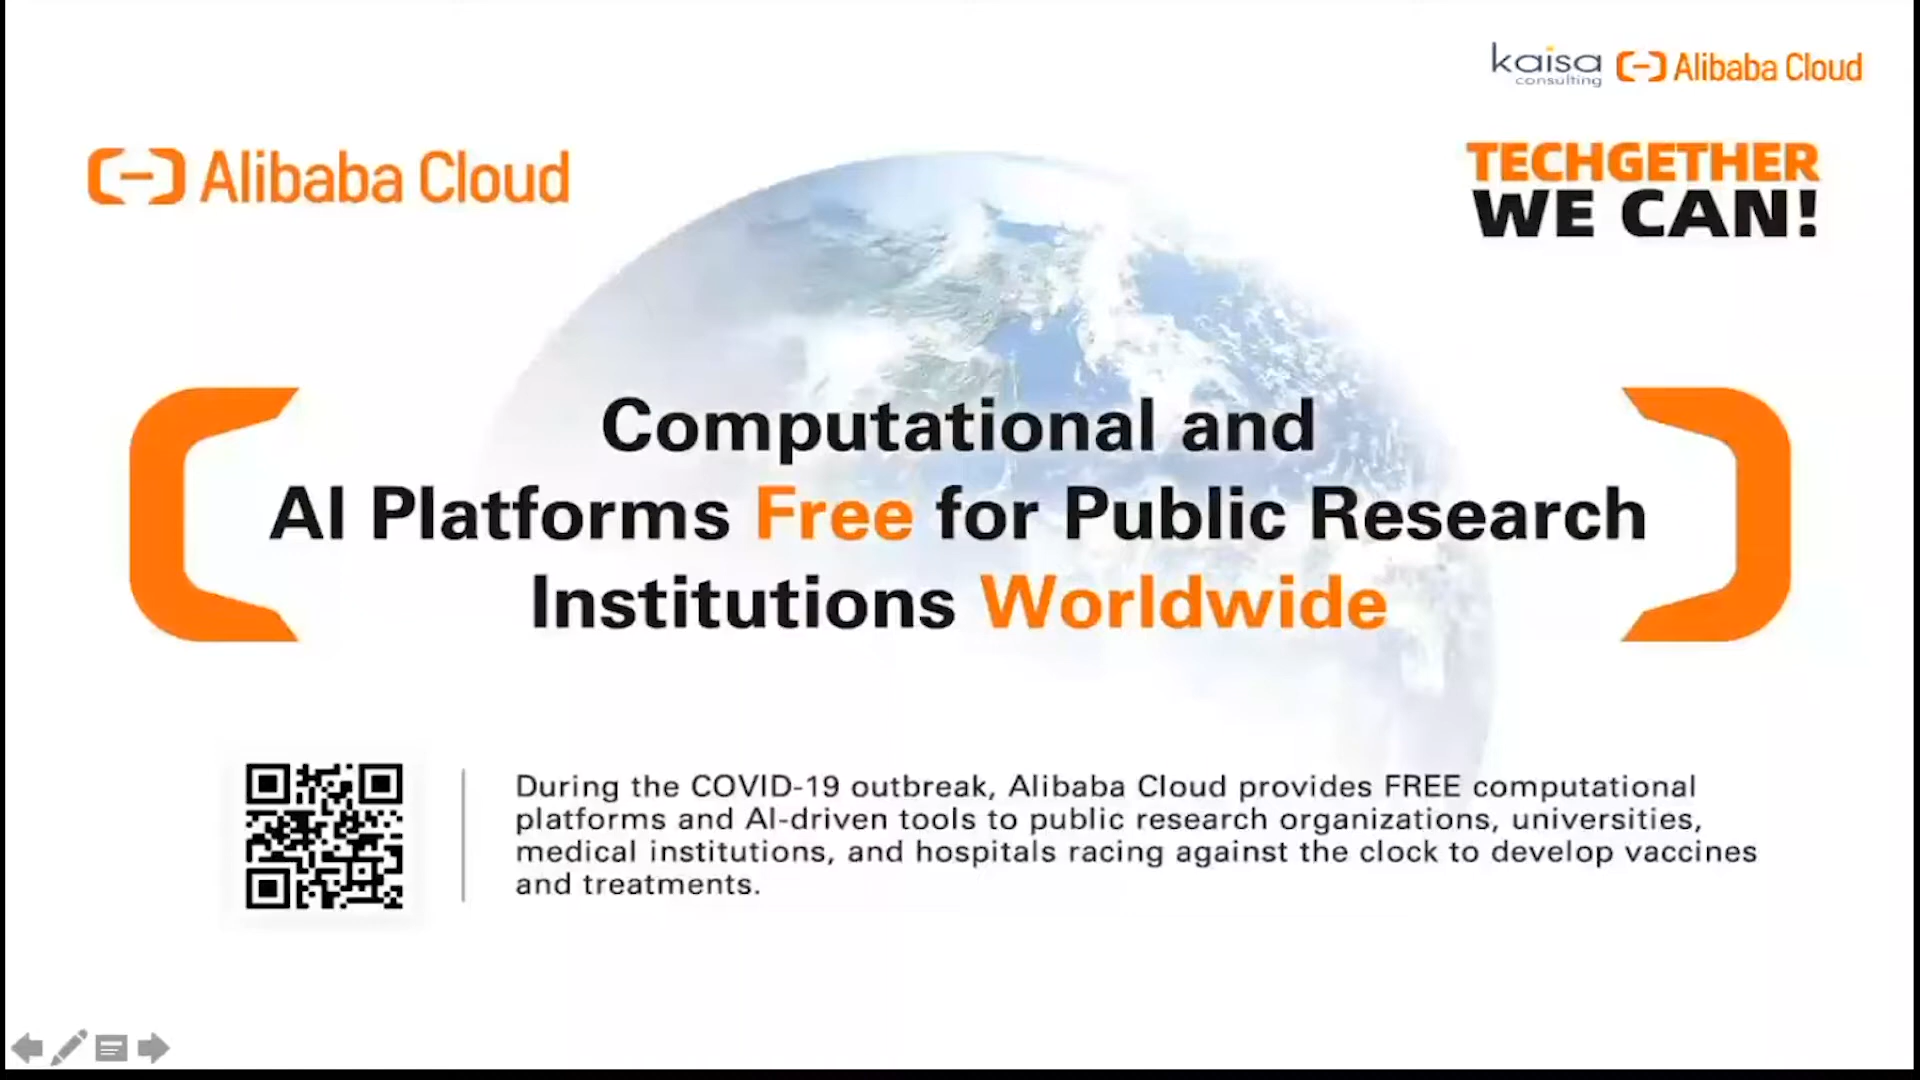 kaisa
consulting
Alibaba Cloud
Alibaba Cloud
TECHGETHER
WE CAN!
Computational and
AI Platforms Free for Public Research
Institutions Worldwide
During the COVID-19 outbreak, Alibaba Cloud provides FREE computational
platforms and AI-driven tools to public research organizations, universities,
medical institutions, and hospitals racing against the clock to develop vaccines
and treatments.